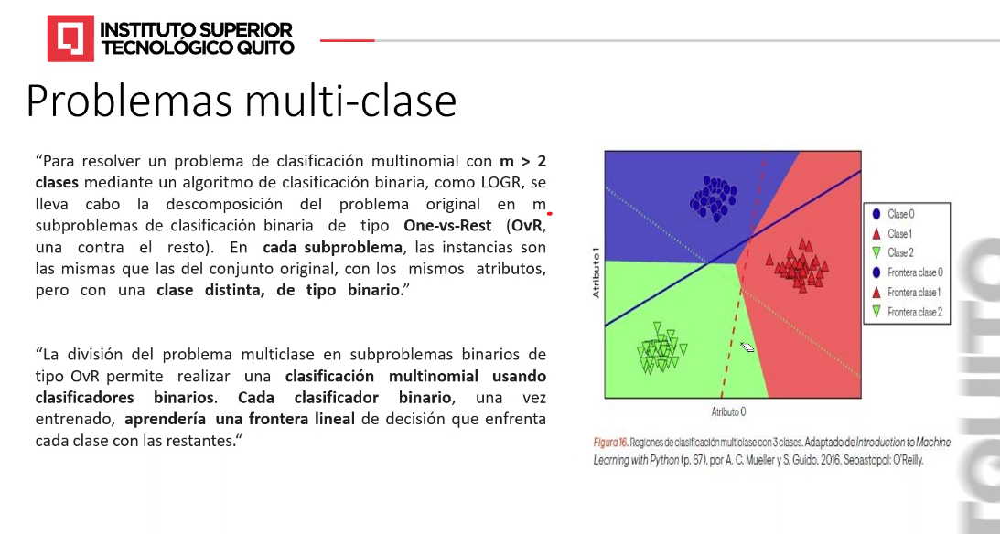 INSTITUTO SUPERIOR
TECNOLÓGICO QUITO
Problemas multi-clase
“Para resolver un problema de clasificación multinomial con m > 2
clases mediante un algoritmo de clasificación binaria, como LOGR, se
lleva cabo la descomposición del problema original en m
subproblemas de clasificación binaria de tipo One-vs-Rest (OvR,
una contra el resto). En cada subproblema, las instancias son
las mismas que las del conjunto original, con los mismos atributos,
pero con una clase distinta, de tipo binario.”
“La división del problema multiclase en subproblemas binarios de
tipo OvR permite realizar una clasificación multinomial usando
clasificadores binarios. Cada clasificador binario, una vez
entrenado, aprendería una frontera lineal de decisión que enfrenta
cada clase con las restantes.“
Atributo 1
Atributo 0
Clase 0
Clase 1
Clase 2
Frontera clase 0
Frontera clase 1
Frontera clase 2
Figura 16. Regiones de clasificación multiclase con 3 clases. Adaptado de Introduction to Machine
Learning with Python (p. 67), por A. C. Mueller y S. Guido, 2016, Sebastopol: O’Reilly.